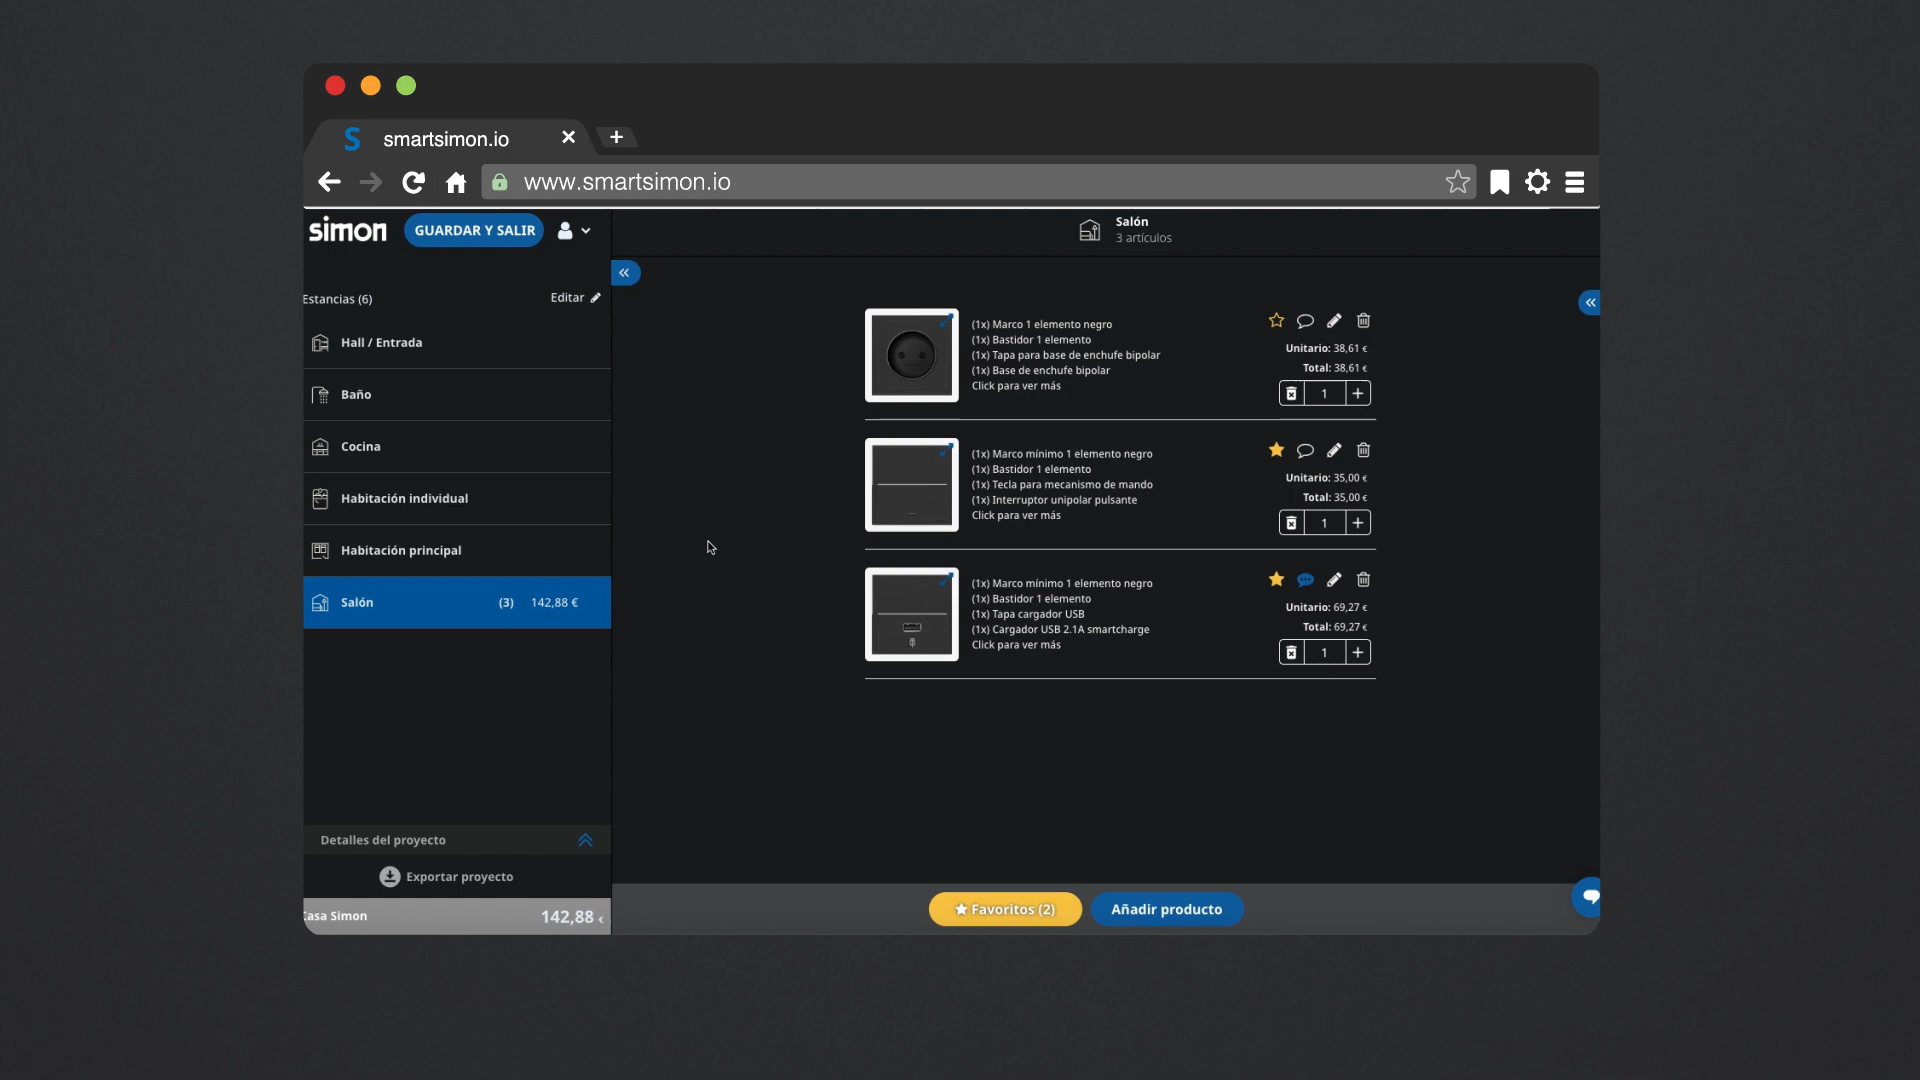 smartsimon.io
www.smartsimon.io
simon
GUARDAR Y SALIR
Salón
3 artículos
Estancias (6)
Editar
Hall / Entrada
Baño
Cocina
Habitación individual
Habitación principal
Salón (3) 142,88 €
(1x) Marco 1 elemento negro
(1x) Bastidor 1 elemento
(1x) Tapa para base de enchufe bipolar
(1x) Base de enchufe bipolar
Click para ver más
Unitario: 38,61 €
Total: 38,61 €
1
(1x) Marco mínimo 1 elemento negro
(1x) Bastidor 1 elemento
(1x) Tecla para mecanismo de mando
(1x) Interruptor unipolar pulsante
Click para ver más
Unitario: 35,00 €
Total: 35,00 €
1
(1x) Marco mínimo 1 elemento negro
(1x) Bastidor 1 elemento
(1x) Tapa cargador USB
(1x) Cargador USB 2.1A smartcharge
Click para ver más
Unitario: 69,27 €
Total: 69,27 €
1
Detalles del proyecto
Exportar proyecto
Casa Simon 142,88 €
Favoritos (2)
Añadir producto